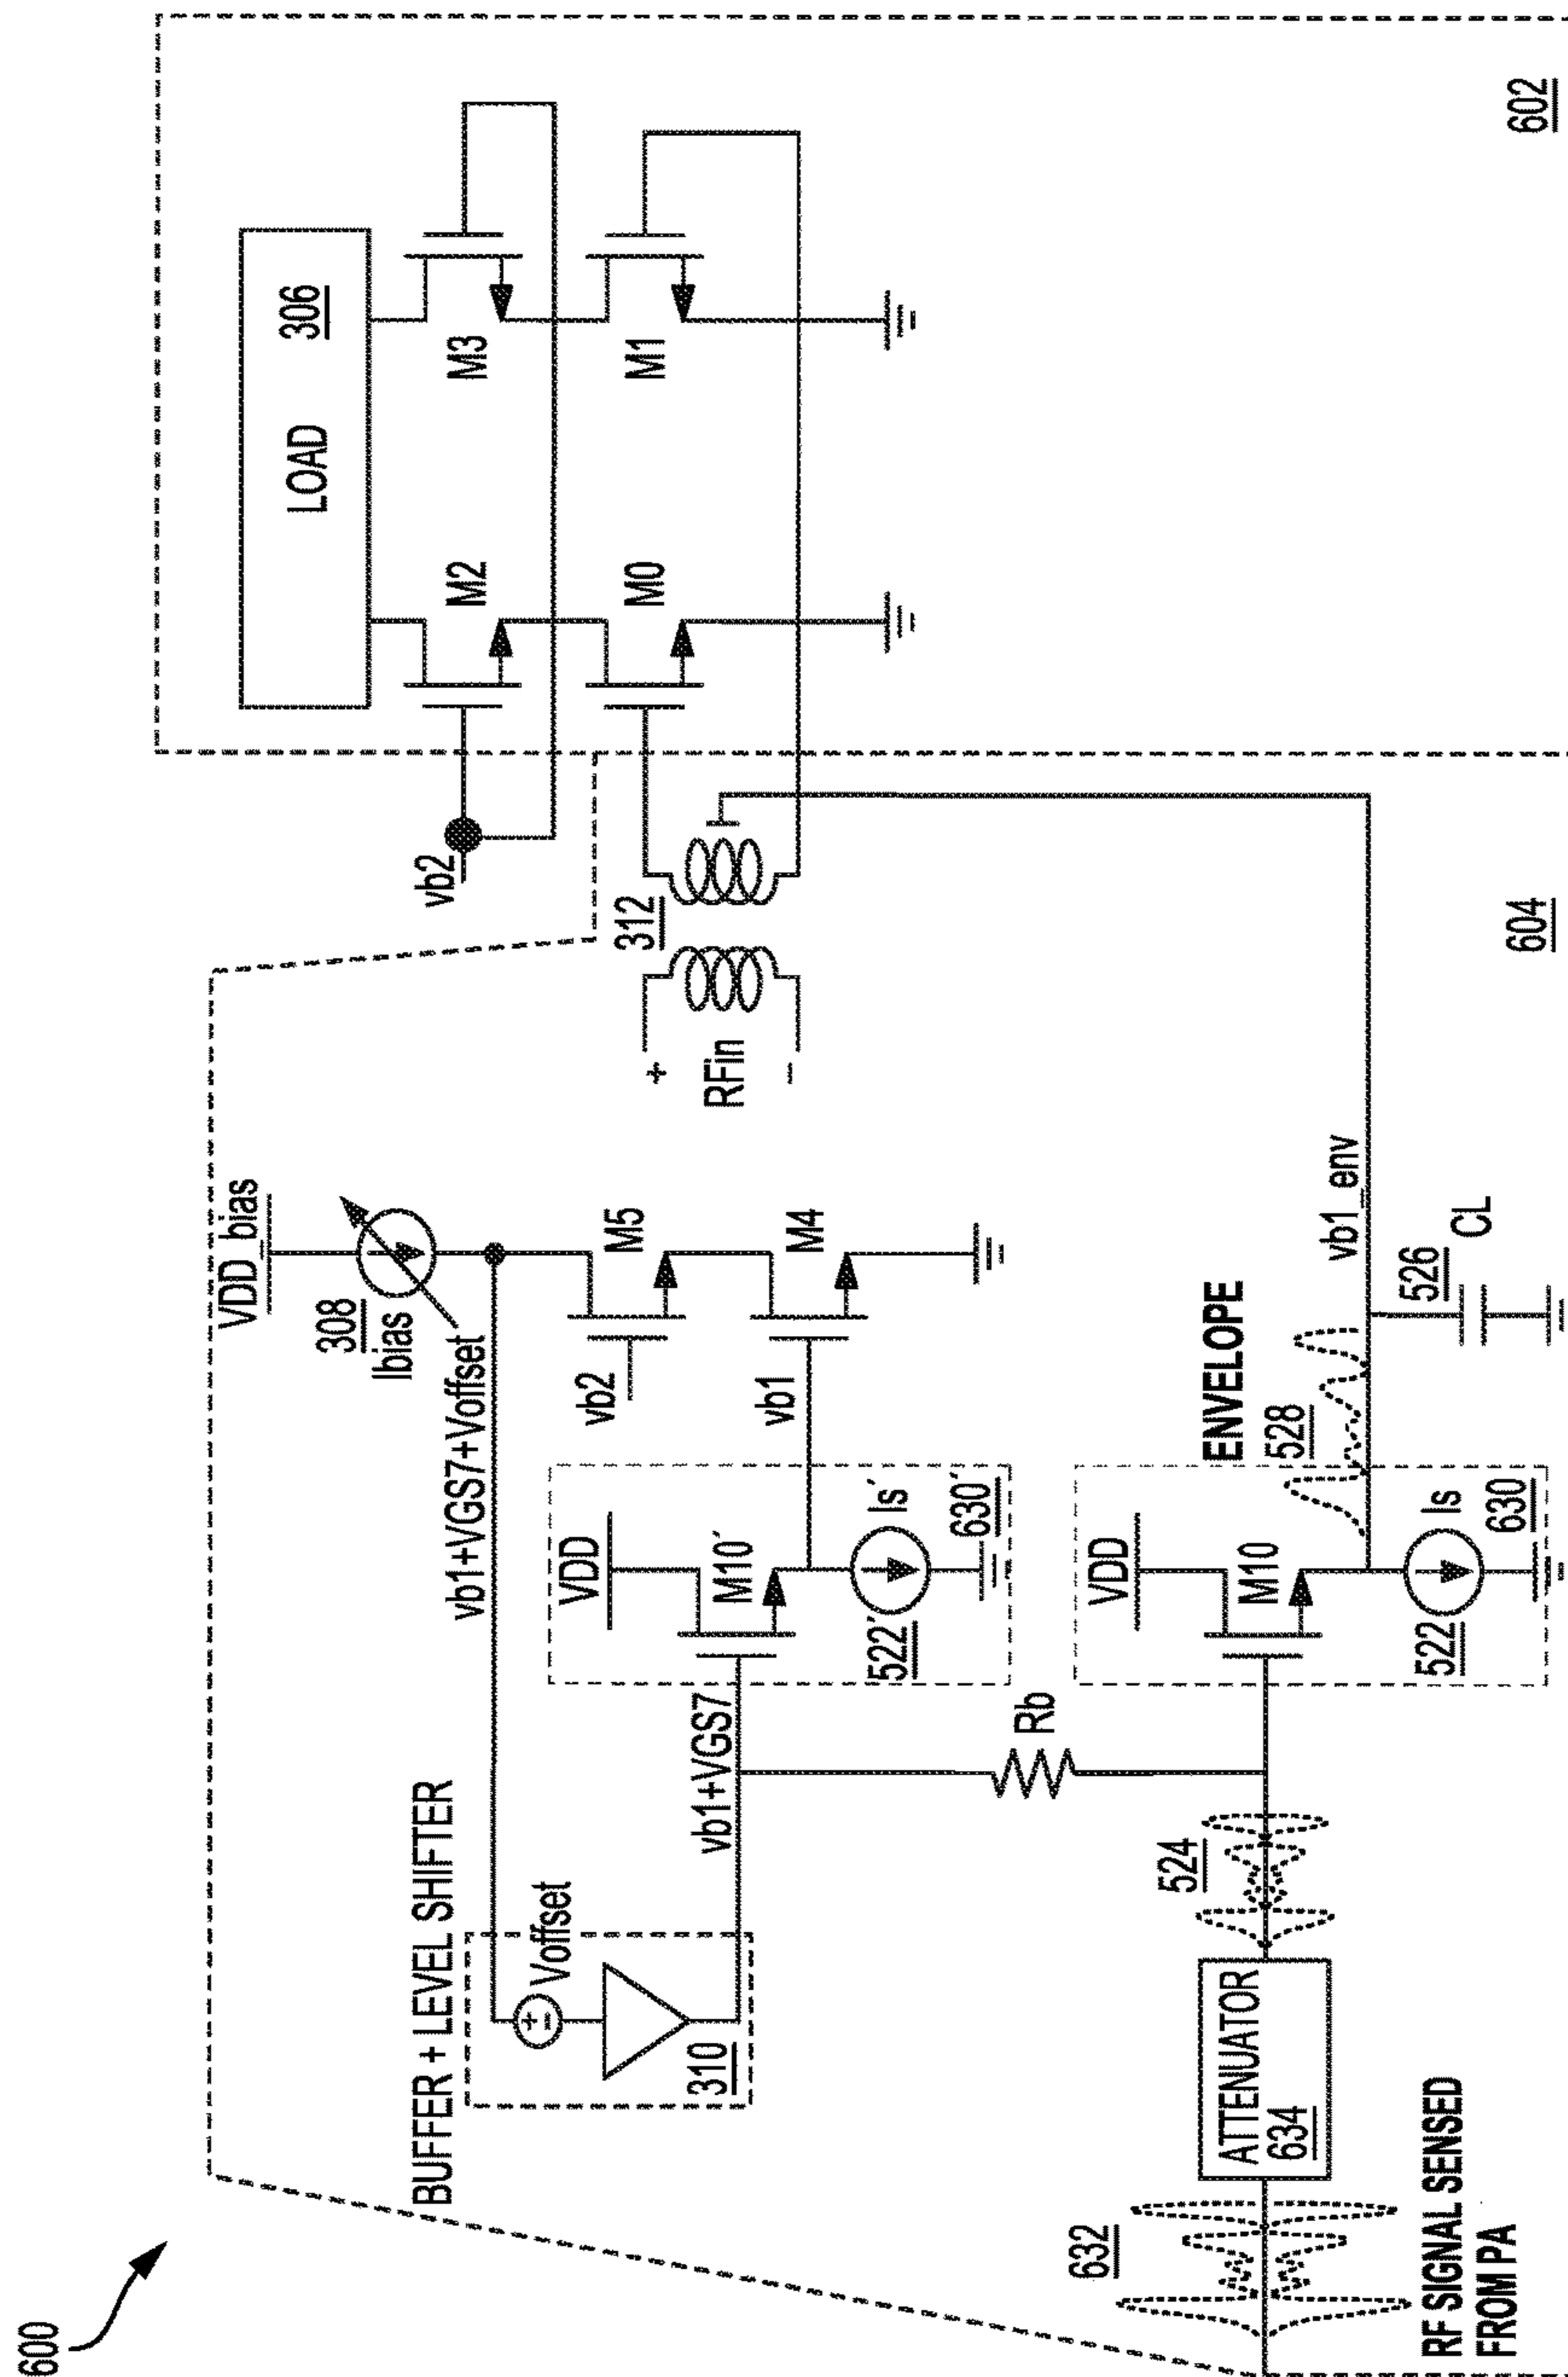 600
VDD_bias
308
Ibias
vb1+VGS7+Voffset
BUFFER + LEVEL SHIFTER
Voffset
310
vb1+VGS7
VDD
M10´
522´
Is´
630´
vb2
M5
vb1
M4
Rb
632
RF SIGNAL SENSED
FROM PA
ATTENUATOR
634
524
VDD
M10
522
Is
630
ENVELOPE
528
vb1_env
526
CL
RFin
+
−
312
604
vb2
LOAD
306
M2
M3
M0
M1
602